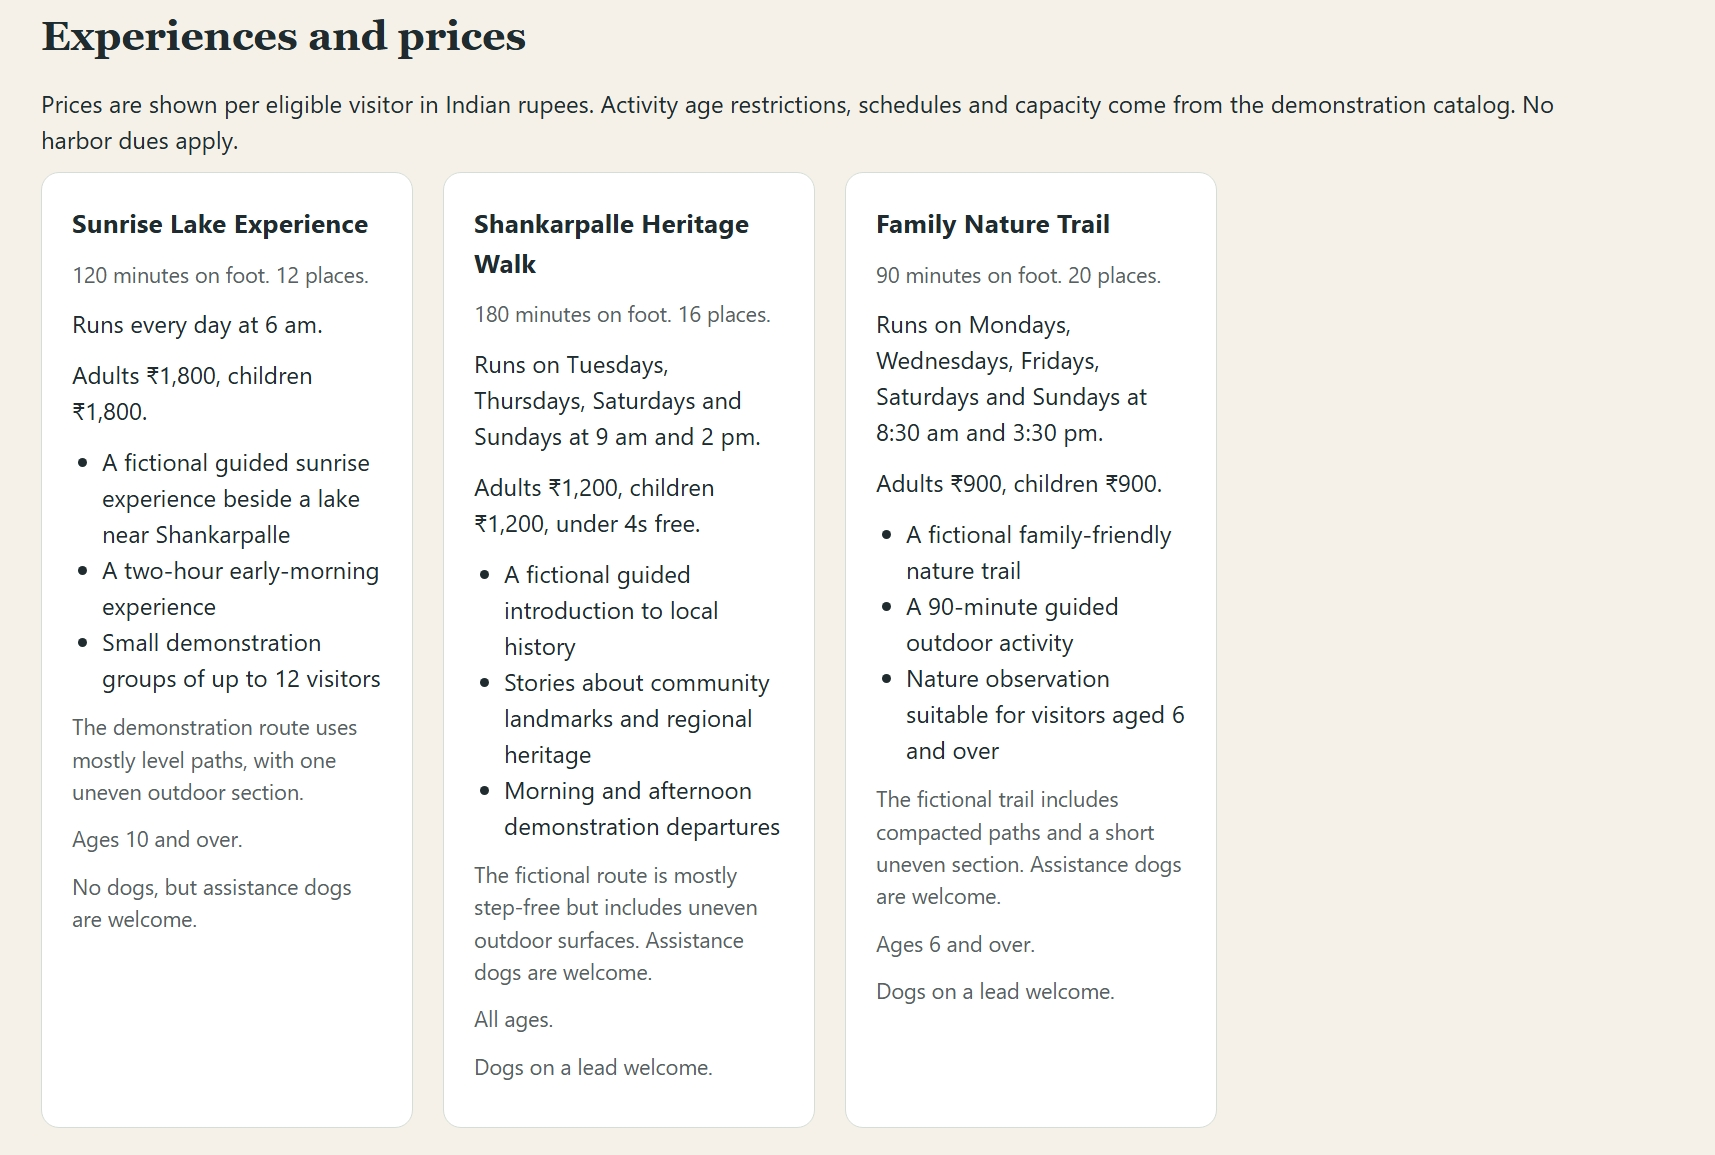 Experiences and prices
Prices are shown per eligible visitor in Indian rupees. Activity age restrictions, schedules and capacity come from the demonstration catalog. No
harbor dues apply.
Sunrise Lake Experience
120 minutes on foot. 12 places.
Runs every day at 6 am.
Adults ₹1,800, children
₹1,800.
• A fictional guided sunrise
experience beside a lake
near Shankarpalle
• A two-hour early-morning
experience
• Small demonstration
groups of up to 12 visitors
The demonstration route uses
mostly level paths, with one
uneven outdoor section.
Ages 10 and over.
No dogs, but assistance dogs
are welcome.
Shankarpalle Heritage
Walk
180 minutes on foot. 16 places.
Runs on Tuesdays,
Thursdays, Saturdays and
Sundays at 9 am and 2 pm.
Adults ₹1,200, children
₹1,200, under 4s free.
• A fictional guided
introduction to local
history
• Stories about community
landmarks and regional
heritage
• Morning and afternoon
demonstration departures
The fictional route is mostly
step-free but includes uneven
outdoor surfaces. Assistance
dogs are welcome.
All ages.
Dogs on a lead welcome.
Family Nature Trail
90 minutes on foot. 20 places.
Runs on Mondays,
Wednesdays, Fridays,
Saturdays and Sundays at
8:30 am and 3:30 pm.
Adults ₹900, children ₹900.
• A fictional family-friendly
nature trail
• A 90-minute guided
outdoor activity
• Nature observation
suitable for visitors aged 6
and over
The fictional trail includes
compacted paths and a short
uneven section. Assistance dogs
are welcome.
Ages 6 and over.
Dogs on a lead welcome.